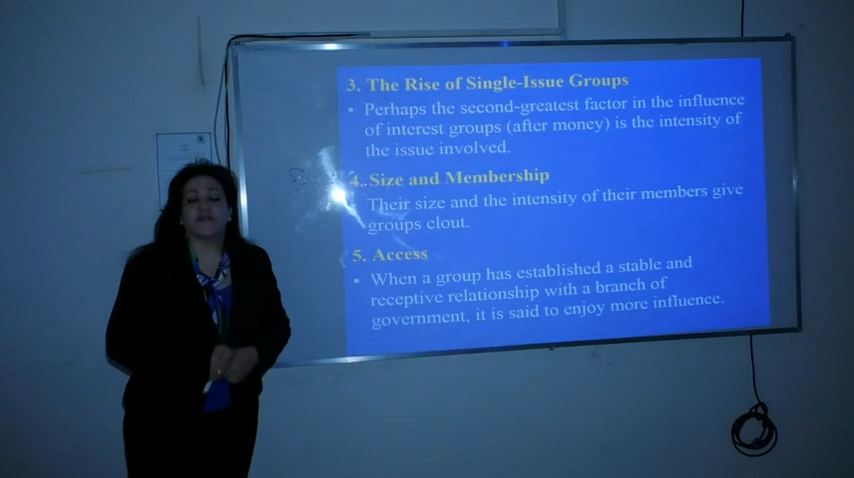 3. The Rise of Single-Issue Groups
• Perhaps the second-greatest factor in the influence
of interest groups (after money) is the intensity of
the issue involved.
4. Size and Membership
Their size and the intensity of their members give
groups clout.
5. Access
• When a group has established a stable and
receptive relationship with a branch of
government, it is said to enjoy more influence.